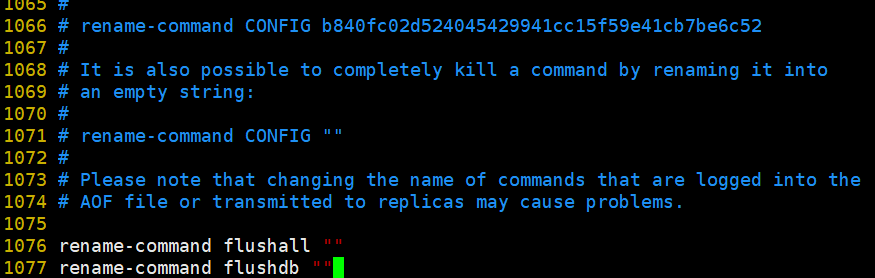 1065 #
1066 # rename-command CONFIG b840fc02d524045429941cc15f59e41cb7be6c52
1067 #
1068 # It is also possible to completely kill a command by renaming it into
1069 # an empty string:
1070 #
1071 # rename-command CONFIG ""
1072 #
1073 # Please note that changing the name of commands that are logged into the
1074 # AOF file or transmitted to replicas may cause problems.
1075
1076 rename-command flushall ""
1077 rename-command flushdb ""